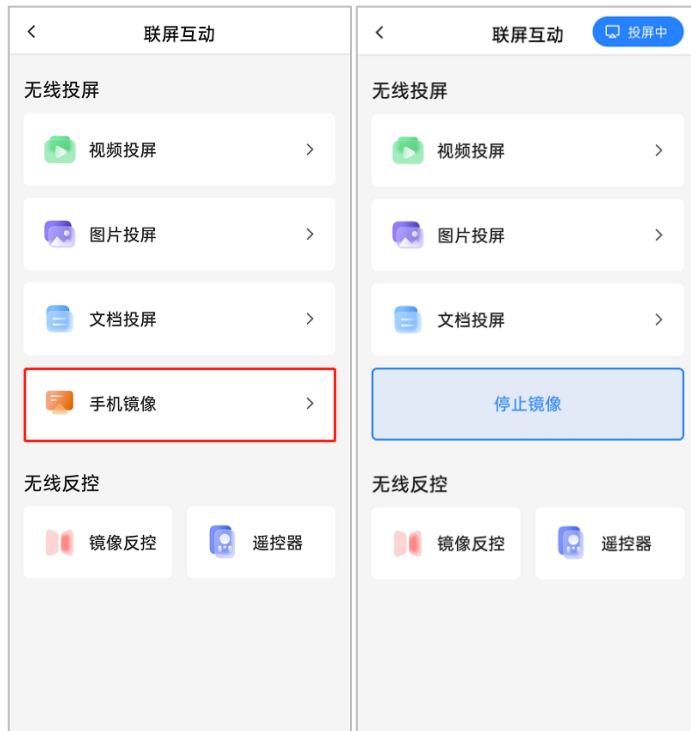 联屏互动
无线投屏
视频投屏
图片投屏
文档投屏
手机镜像
无线反控
镜像反控
遥控器
联屏互动
投屏中
无线投屏
视频投屏
图片投屏
文档投屏
停止镜像
无线反控
镜像反控
遥控器